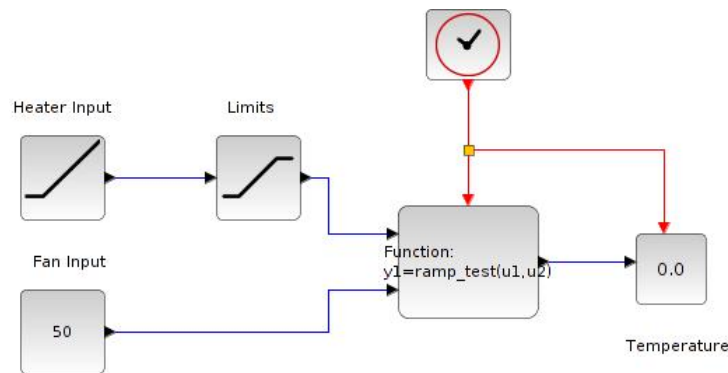 Heater Input
Limits
Function:
y1=ramp_test(u1,u2)
Fan Input
0.0
50
Temperature